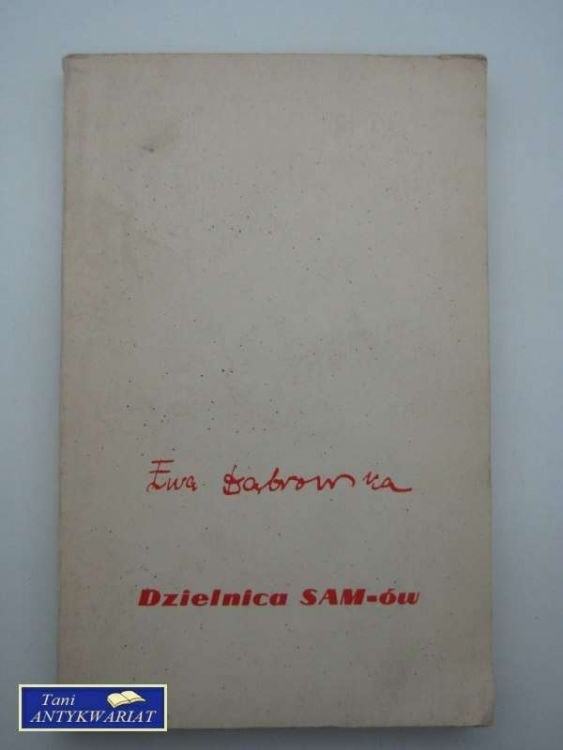 Ewa Dąbrowska
Dzielnica SAM-ów
Tani
ANTYKWARIAT